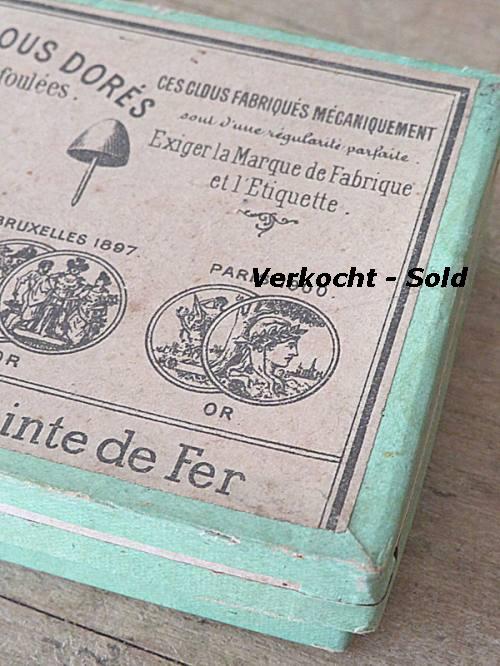 OUS DORÉS
foulées.
CES CLOUS FABRIQUÉS MÉCANIQUEMENT
sont d'une régularité parfaite.
Exiger la Marque de Fabrique
et l'Etiquette.
BRUXELLES 1897
OR
OR
Verkocht - Sold
inte de Fer